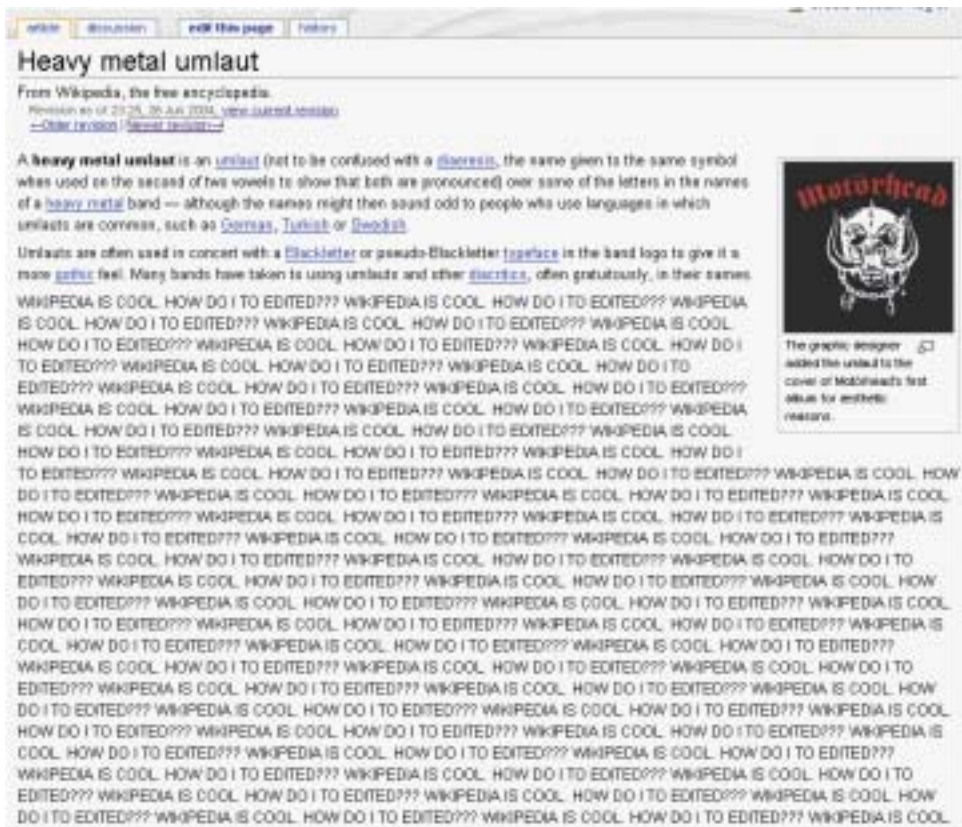 article discussion edit this page history
Heavy metal umlaut
From Wikipedia, the free encyclopedia.
Revision as of 23:25, 26 Jun 2004, view current revision
←Older revision | Newer revision→
A heavy metal umlaut is an umlaut (not to be confused with a diaeresis, the name given to the same symbol
when used on the second of two vowels to show that both are pronounced) over some of the letters in the names
of a heavy metal band — although the names might then sound odd to people who use languages in which
umlauts are common, such as German, Turkish or Swedish.
Umlauts are often used in concert with a Blackletter or pseudo-Blackletter typeface in the band logo to give it a
more gothic feel. Many bands have taken to using umlauts and other diacritics, often gratuitously, in their names
WIKIPEDIA IS COOL. HOW DO I TO EDITED??? WIKIPEDIA IS COOL. HOW DO I TO EDITED??? WIKIPEDIA
IS COOL. HOW DO I TO EDITED??? WIKIPEDIA IS COOL. HOW DO I TO EDITED??? WIKIPEDIA IS COOL.
HOW DO I TO EDITED??? WIKIPEDIA IS COOL. HOW DO I TO EDITED??? WIKIPEDIA IS COOL. HOW DO I
TO EDITED??? WIKIPEDIA IS COOL. HOW DO I TO EDITED??? WIKIPEDIA IS COOL. HOW DO I TO
EDITED??? WIKIPEDIA IS COOL. HOW DO I TO EDITED??? WIKIPEDIA IS COOL. HOW DO I TO EDITED???
WIKIPEDIA IS COOL. HOW DO I TO EDITED??? WIKIPEDIA IS COOL. HOW DO I TO EDITED??? WIKIPEDIA
IS COOL. HOW DO I TO EDITED??? WIKIPEDIA IS COOL. HOW DO I TO EDITED??? WIKIPEDIA IS COOL.
HOW DO I TO EDITED??? WIKIPEDIA IS COOL. HOW DO I TO EDITED??? WIKIPEDIA IS COOL. HOW DO I
TO EDITED??? WIKIPEDIA IS COOL. HOW DO I TO EDITED??? WIKIPEDIA IS COOL. HOW DO I TO EDITED??? WIKIPEDIA IS COOL. HOW
DO I TO EDITED??? WIKIPEDIA IS COOL. HOW DO I TO EDITED??? WIKIPEDIA IS COOL. HOW DO I TO EDITED??? WIKIPEDIA IS COOL.
HOW DO I TO EDITED??? WIKIPEDIA IS COOL. HOW DO I TO EDITED??? WIKIPEDIA IS COOL. HOW DO I TO EDITED??? WIKIPEDIA IS
COOL. HOW DO I TO EDITED??? WIKIPEDIA IS COOL. HOW DO I TO EDITED??? WIKIPEDIA IS COOL. HOW DO I TO EDITED???
WIKIPEDIA IS COOL. HOW DO I TO EDITED??? WIKIPEDIA IS COOL. HOW DO I TO EDITED??? WIKIPEDIA IS COOL. HOW DO I TO
EDITED??? WIKIPEDIA IS COOL. HOW DO I TO EDITED??? WIKIPEDIA IS COOL. HOW DO I TO EDITED??? WIKIPEDIA IS COOL. HOW
DO I TO EDITED??? WIKIPEDIA IS COOL. HOW DO I TO EDITED??? WIKIPEDIA IS COOL. HOW DO I TO EDITED??? WIKIPEDIA IS COOL.
HOW DO I TO EDITED??? WIKIPEDIA IS COOL. HOW DO I TO EDITED??? WIKIPEDIA IS COOL. HOW DO I TO EDITED??? WIKIPEDIA IS
COOL. HOW DO I TO EDITED??? WIKIPEDIA IS COOL. HOW DO I TO EDITED??? WIKIPEDIA IS COOL. HOW DO I TO EDITED???
WIKIPEDIA IS COOL. HOW DO I TO EDITED??? WIKIPEDIA IS COOL. HOW DO I TO EDITED??? WIKIPEDIA IS COOL. HOW DO I TO
EDITED??? WIKIPEDIA IS COOL. HOW DO I TO EDITED??? WIKIPEDIA IS COOL. HOW DO I TO EDITED??? WIKIPEDIA IS COOL. HOW
DO I TO EDITED??? WIKIPEDIA IS COOL. HOW DO I TO EDITED??? WIKIPEDIA IS COOL. HOW DO I TO EDITED??? WIKIPEDIA IS COOL.
HOW DO I TO EDITED??? WIKIPEDIA IS COOL. HOW DO I TO EDITED??? WIKIPEDIA IS COOL. HOW DO I TO EDITED??? WIKIPEDIA IS
COOL. HOW DO I TO EDITED??? WIKIPEDIA IS COOL. HOW DO I TO EDITED??? WIKIPEDIA IS COOL. HOW DO I TO EDITED???
WIKIPEDIA IS COOL. HOW DO I TO EDITED??? WIKIPEDIA IS COOL. HOW DO I TO EDITED??? WIKIPEDIA IS COOL. HOW DO I TO
EDITED??? WIKIPEDIA IS COOL. HOW DO I TO EDITED??? WIKIPEDIA IS COOL. HOW DO I TO EDITED??? WIKIPEDIA IS COOL. HOW
DO I TO EDITED??? WIKIPEDIA IS COOL. HOW DO I TO EDITED??? WIKIPEDIA IS COOL. HOW DO I TO EDITED??? WIKIPEDIA IS COOL.
Motörhead
The graphic designer
added the umlaut to the
cover of Motörhead's first
album for aesthetic
reasons.